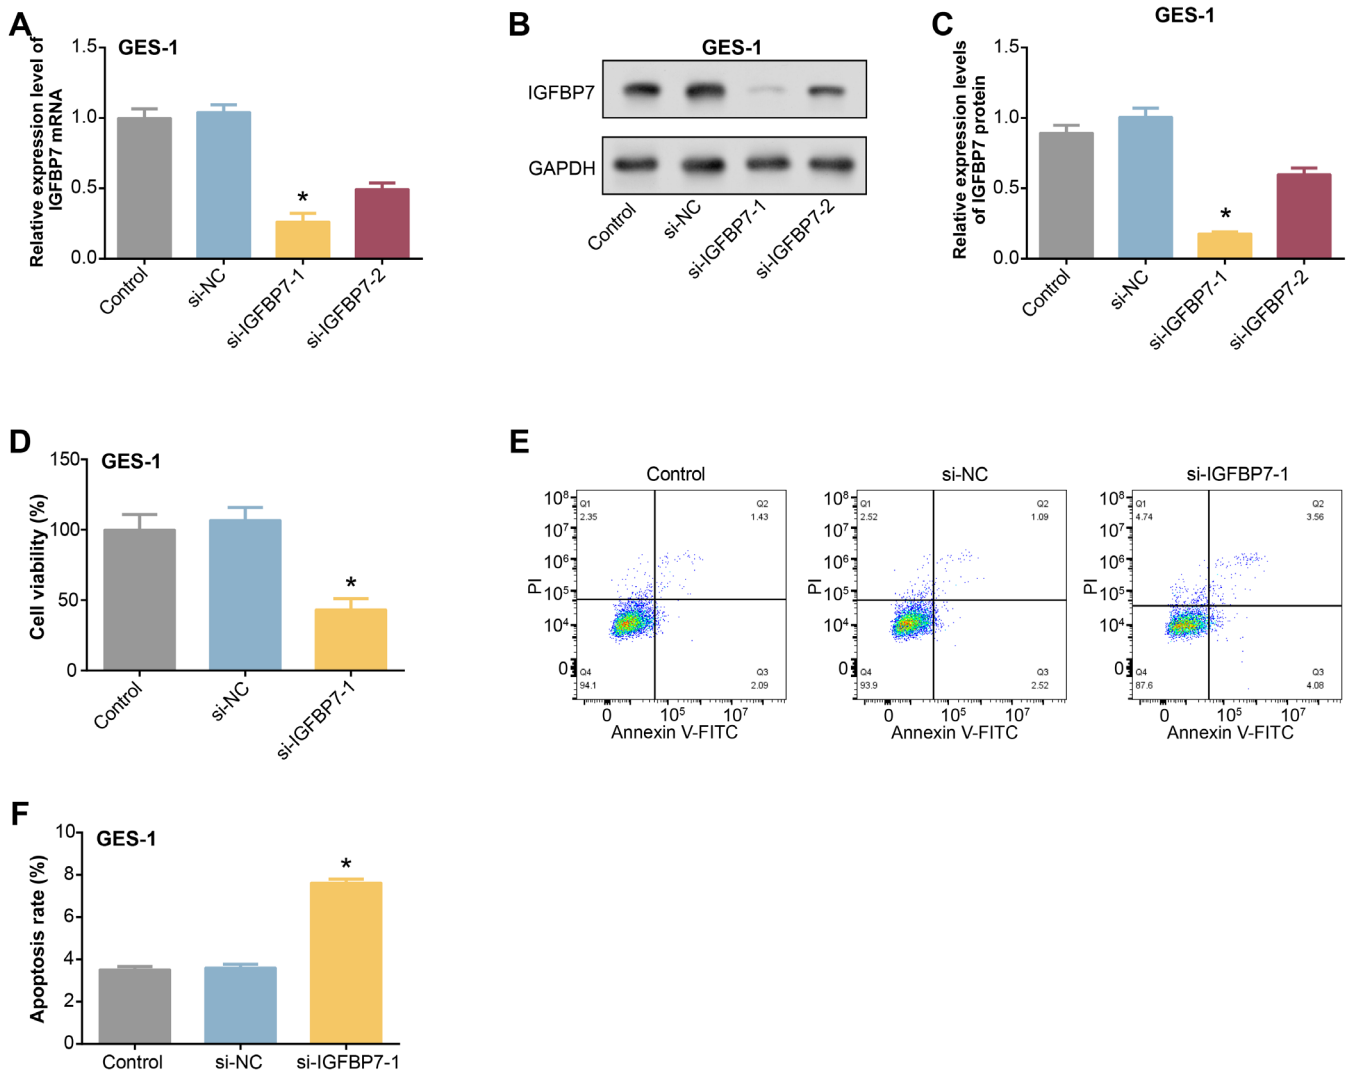 A
GES-1
Relative expression level of
IGFBP7 mRNA
1.5
1.0
0.5
0.0
*
Control
si-NC
si-IGFBP7-1
si-IGFBP7-2
B
GES-1
IGFBP7
GAPDH
Control
si-NC
si-IGFBP7-1
si-IGFBP7-2
C
GES-1
Relative expression levels
of IGFBP7 protein
1.5
1.0
0.5
0.0
*
Control
si-NC
si-IGFBP7-1
si-IGFBP7-2
D
GES-1
Cell viability (%)
150
100
50
0
*
Control
si-NC
si-IGFBP7-1
E
Control
PI
10⁸
10⁷
10⁶
10⁵
10⁴
0
Q1
2.35
Q2
1.43
Q4
94.1
Q3
2.09
0 10⁵ 10⁷
Annexin V-FITC
si-NC
PI
10⁸
10⁷
10⁶
10⁵
10⁴
0
Q1
2.52
Q2
1.09
Q4
93.9
Q3
2.52
0 10⁵ 10⁷
Annexin V-FITC
si-IGFBP7-1
PI
10⁸
10⁷
10⁶
10⁵
10⁴
0
Q1
4.74
Q2
3.56
Q4
87.6
Q3
4.08
0 10⁵ 10⁷
Annexin V-FITC
F
GES-1
Apoptosis rate (%)
10
8
6
4
2
0
*
Control
si-NC
si-IGFBP7-1